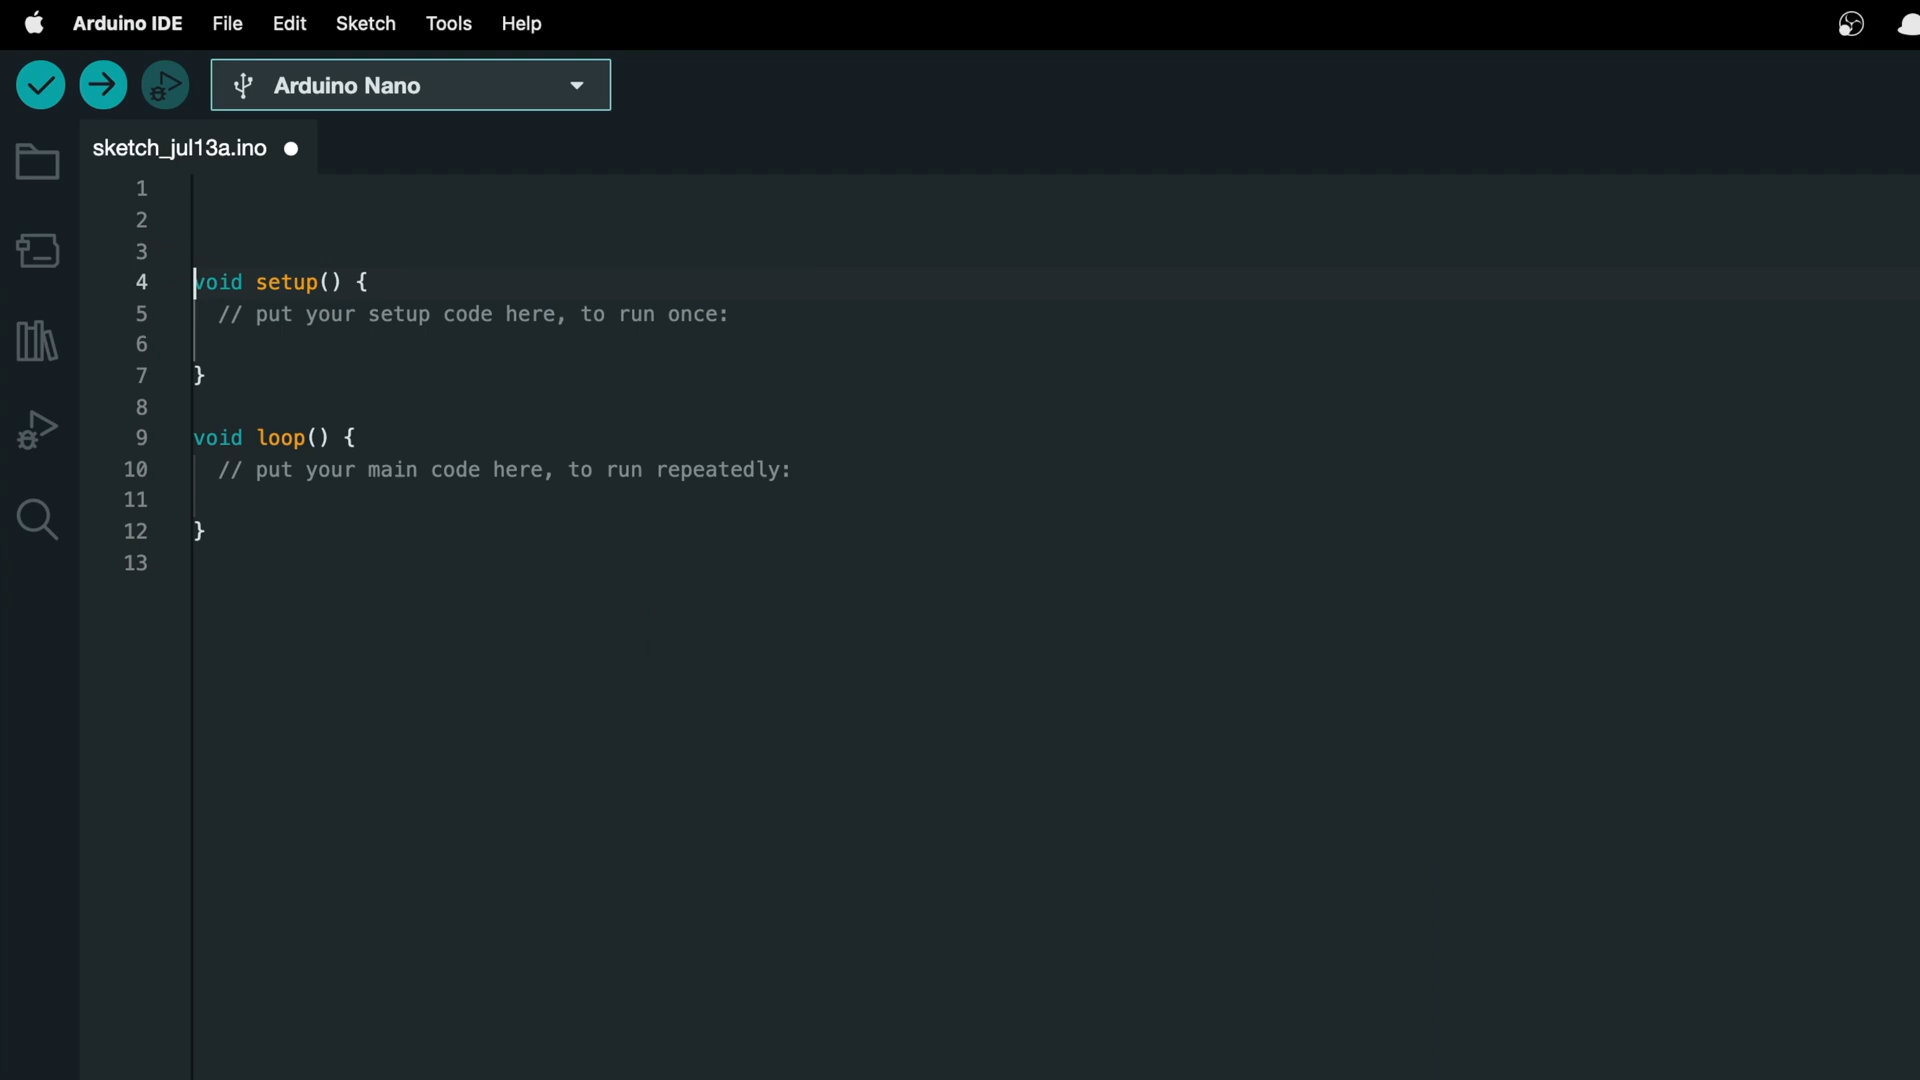 Arduino IDE File Edit Sketch Tools Help
Arduino Nano
sketch_jul13a.ino
1
2
3
4 void setup() {
5 // put your setup code here, to run once:
6
7 }
8
9 void loop() {
10 // put your main code here, to run repeatedly:
11
12 }
13